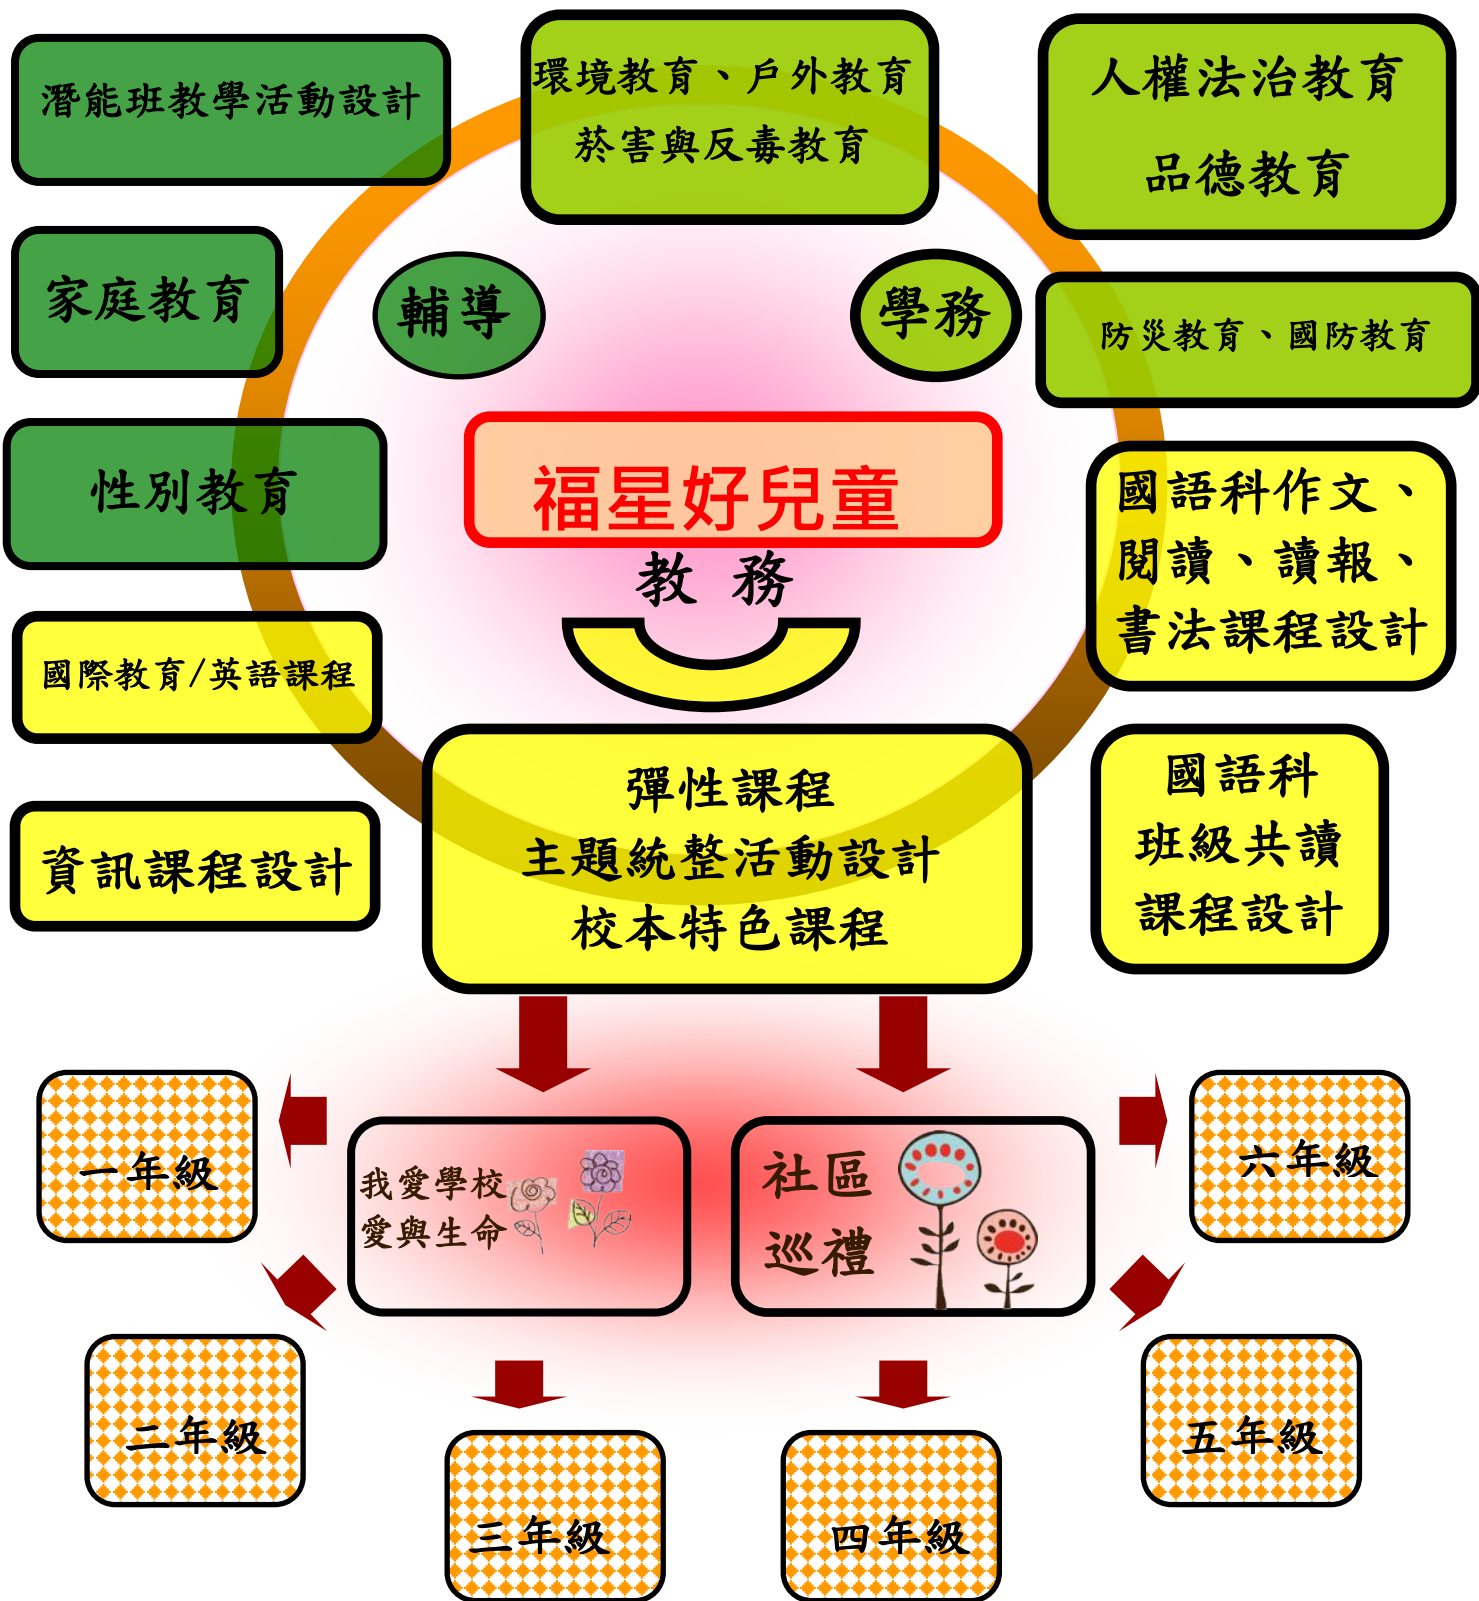 潛能班教學活動設計
環境教育、戶外教育
菸害與反毒教育
人權法治教育
品德教育
家庭教育
輔導
學務
防災教育、國防教育
性別教育
福星好兒童
教 務
國語科作文、
閱讀、讀報、
書法課程設計
國際教育/英語課程
彈性課程
主題統整活動設計
校本特色課程
國語科
班級共讀
課程設計
資訊課程設計
一年級
我愛學校
愛與生命
社區
巡禮
六年級
二年級
五年級
三年級
四年級